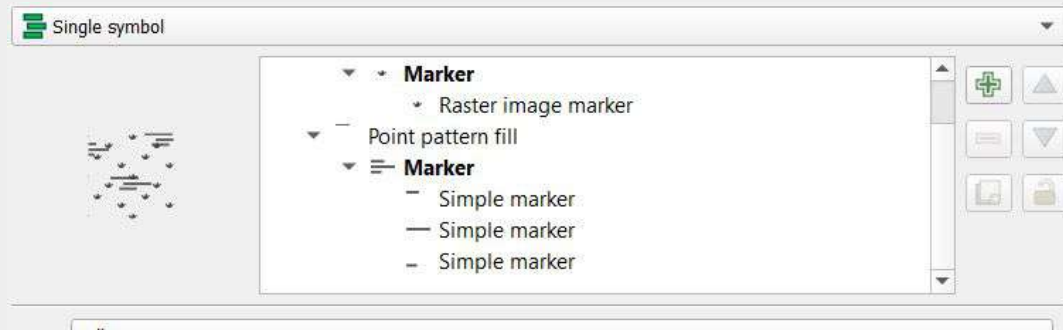 Single symbol
Marker
Raster image marker
Point pattern fill
Marker
Simple marker
Simple marker
Simple marker